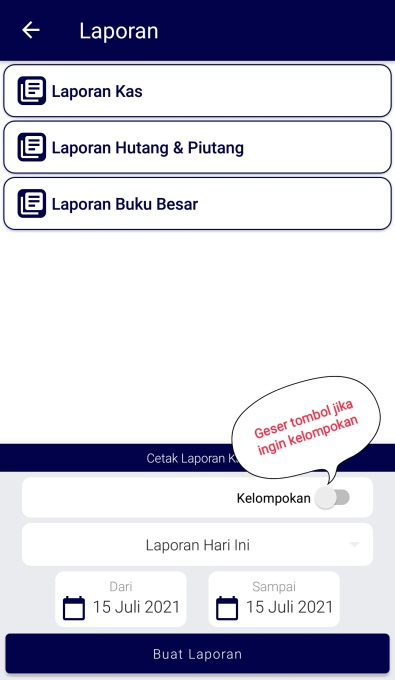 Laporan
Laporan Kas
Laporan Hutang & Piutang
Laporan Buku Besar
Geser tombol jika
ingin kelompokan
Cetak Laporan
Kelompokan
Laporan Hari Ini
Dari
15 Juli 2021
Sampai
15 Juli 2021
Buat Laporan